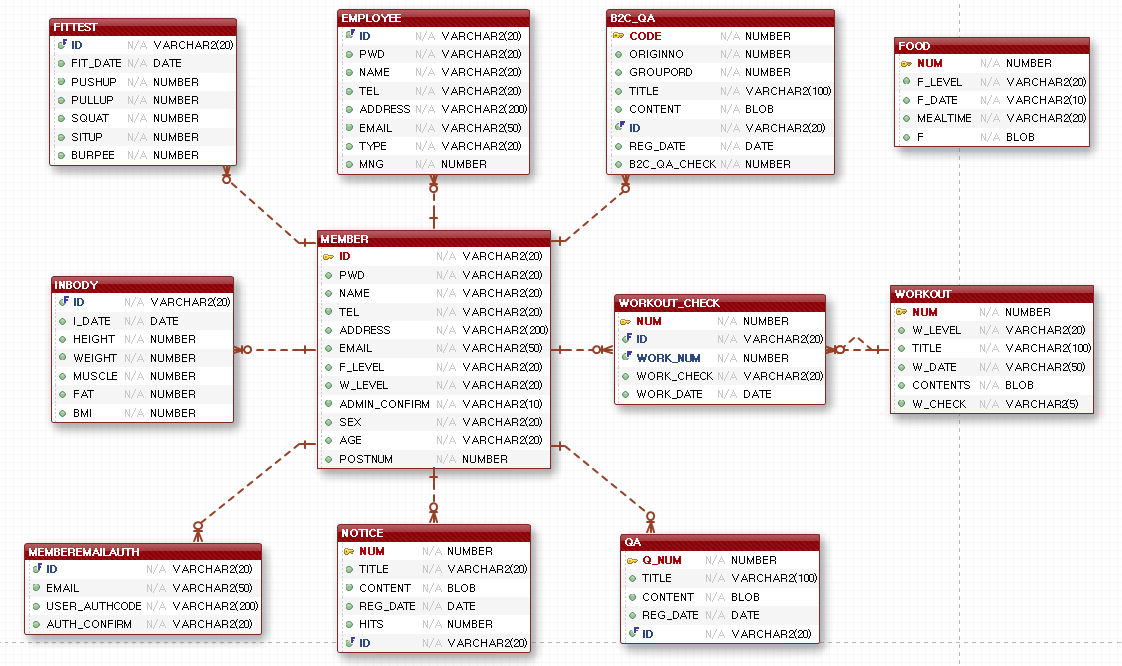 FITTEST
ID N/A VARCHAR2(20)
FIT_DATE N/A DATE
PUSHUP N/A NUMBER
PULLUP N/A NUMBER
SQUAT N/A NUMBER
SITUP N/A NUMBER
BURPEE N/A NUMBER
EMPLOYEE
ID N/A VARCHAR2(20)
PWD N/A VARCHAR2(20)
NAME N/A VARCHAR2(20)
TEL N/A VARCHAR2(20)
ADDRESS N/A VARCHAR2(200)
EMAIL N/A VARCHAR2(50)
TYPE N/A VARCHAR2(20)
MNG N/A NUMBER
B2C_QA
CODE N/A NUMBER
ORIGINNO N/A NUMBER
GROUPORD N/A NUMBER
TITLE N/A VARCHAR2(100)
CONTENT N/A BLOB
ID N/A VARCHAR2(20)
REG_DATE N/A DATE
B2C_QA_CHECK N/A NUMBER
FOOD
NUM N/A NUMBER
F_LEVEL N/A VARCHAR2(20)
F_DATE N/A VARCHAR2(10)
MEALTIME N/A VARCHAR2(20)
F N/A BLOB
INBODY
ID N/A VARCHAR2(20)
I_DATE N/A DATE
HEIGHT N/A NUMBER
WEIGHT N/A NUMBER
MUSCLE N/A NUMBER
FAT N/A NUMBER
BMI N/A NUMBER
MEMBER
ID N/A VARCHAR2(20)
PWD N/A VARCHAR2(20)
NAME N/A VARCHAR2(20)
TEL N/A VARCHAR2(20)
ADDRESS N/A VARCHAR2(200)
EMAIL N/A VARCHAR2(50)
F_LEVEL N/A VARCHAR2(20)
W_LEVEL N/A VARCHAR2(20)
ADMIN_CONFIRM N/A VARCHAR2(10)
SEX N/A VARCHAR2(20)
AGE N/A VARCHAR2(20)
POSTNUM N/A NUMBER
WORKOUT_CHECK
NUM N/A NUMBER
ID N/A VARCHAR2(20)
WORK_NUM N/A NUMBER
WORK_CHECK N/A VARCHAR2(20)
WORK_DATE N/A DATE
WORKOUT
NUM N/A NUMBER
W_LEVEL N/A VARCHAR2(20)
TITLE N/A VARCHAR2(100)
W_DATE N/A VARCHAR2(50)
CONTENTS N/A BLOB
W_CHECK N/A VARCHAR2(5)
MEMBEREMAILAUTH
ID N/A VARCHAR2(20)
EMAIL N/A VARCHAR2(50)
USER_AUTHCODE N/A VARCHAR2(200)
AUTH_CONFIRM N/A VARCHAR2(20)
NOTICE
NUM N/A NUMBER
TITLE N/A VARCHAR2(20)
CONTENT N/A BLOB
REG_DATE N/A DATE
HITS N/A NUMBER
ID N/A VARCHAR2(20)
QA
Q_NUM N/A NUMBER
TITLE N/A VARCHAR2(100)
CONTENT N/A BLOB
REG_DATE N/A DATE
ID N/A VARCHAR2(20)